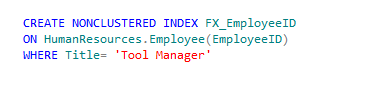 CREATE NONCLUSTERED INDEX FX_EmployeeID
ON HumanResources.Employee(EmployeeID)
WHERE Title= 'Tool Manager'